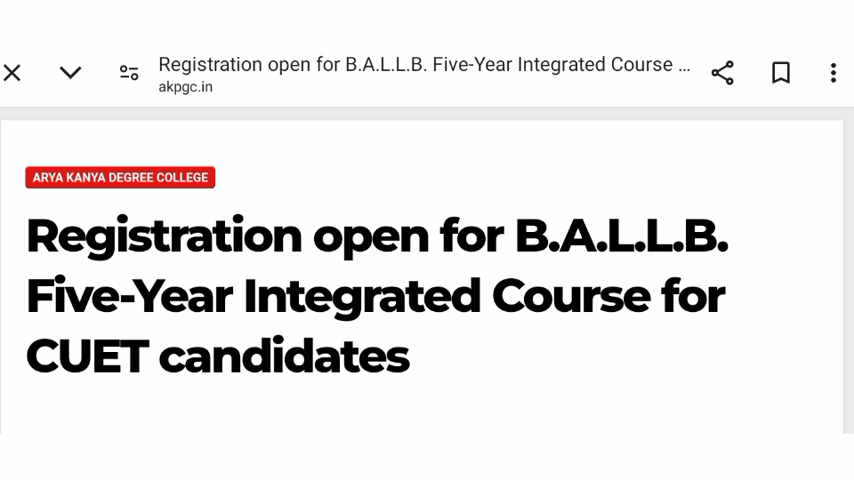 Registration open for B.A.L.L.B. Five-Year Integrated Course ...
akpgc.in
ARYA KANYA DEGREE COLLEGE
Registration open for B.A.L.L.B.
Five-Year Integrated Course for
CUET candidates